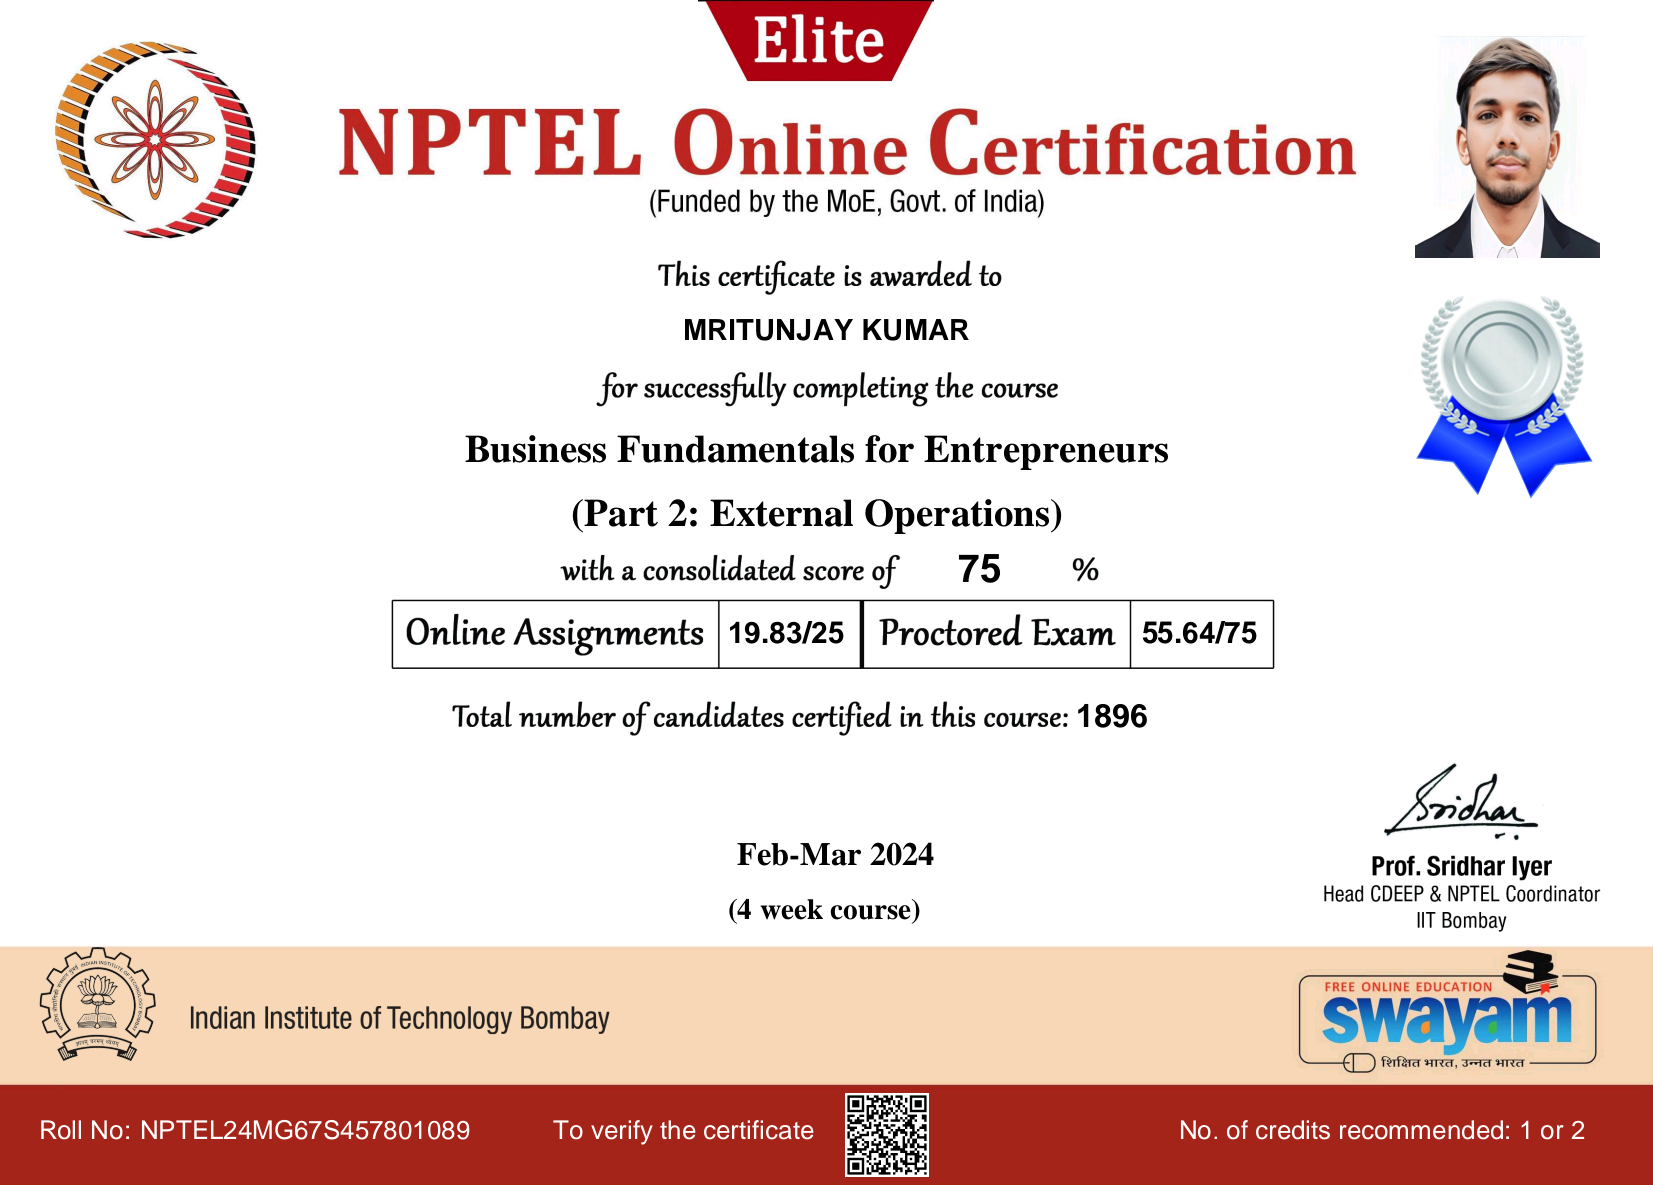 Elite
NPTEL Online Certification
(Funded by the MoE, Govt. of India)
This certificate is awarded to
MRITUNJAY KUMAR
for successfully completing the course
Business Fundamentals for Entrepreneurs
(Part 2: External Operations)
with a consolidated score of 75 %
Online Assignments 19.83/25 Proctored Exam 55.64/75
Total number of candidates certified in this course: 1896
Feb-Mar 2024
(4 week course)
Sridhar
Prof. Sridhar Iyer
Head CDEEP & NPTEL Coordinator
IIT Bombay
Indian Institute of Technology Bombay
FREE ONLINE EDUCATION
swayam
शिक्षित भारत, उन्नत भारत
Roll No: NPTEL24MG67S457801089
To verify the certificate
No. of credits recommended: 1 or 2